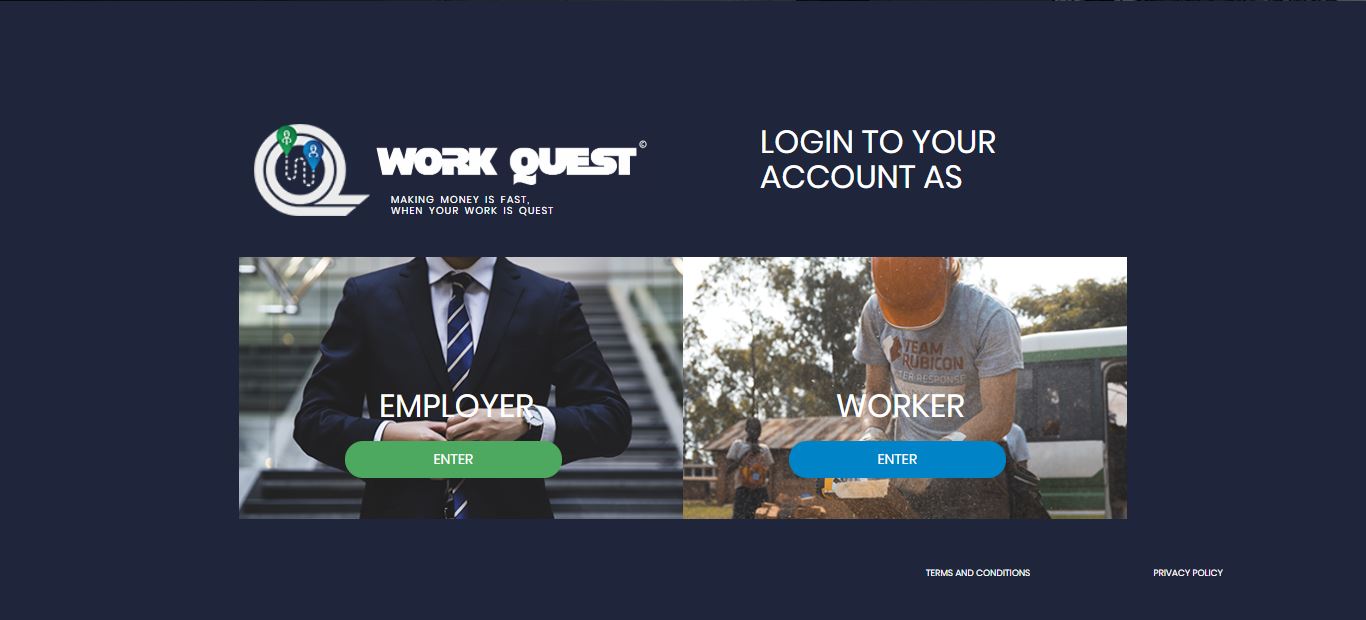 WORK QUEST©
MAKING MONEY IS FAST,
WHEN YOUR WORK IS QUEST
LOGIN TO YOUR
ACCOUNT AS
TEAM
RUBICON
TER RESPONSE
EMPLOYER
WORKER
ENTER
ENTER
TERMS AND CONDITIONS
PRIVACY POLICY